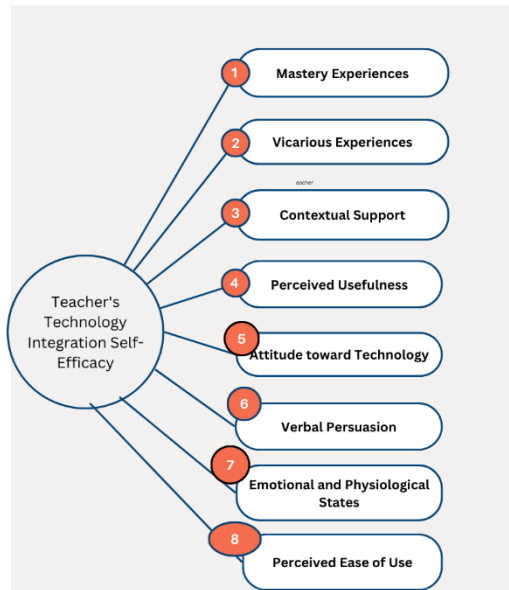 1
Mastery Experiences
2
Vicarious Experiences
escher
3
Contextual Support
4
Perceived Usefulness
Teacher's
Technology
Integration Self-
Efficacy
5
Attitude toward Technology
6
Verbal Persuasion
7
Emotional and Physiological
States
8
Perceived Ease of Use